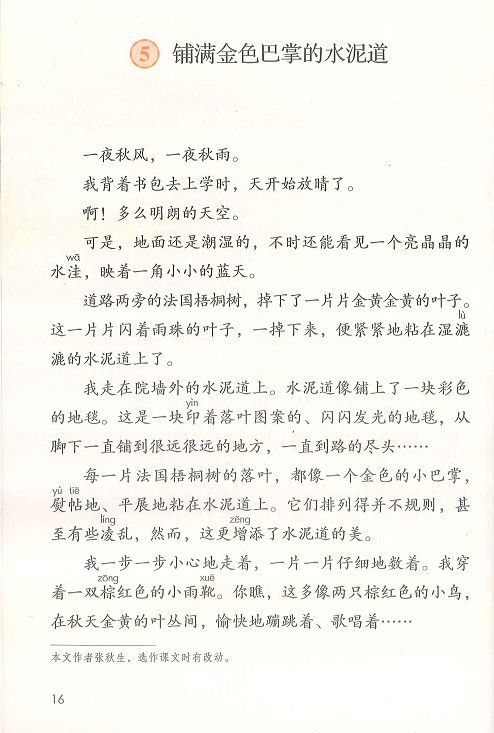 5 铺满金色巴掌的水泥道
一夜秋风，一夜秋雨。
我背着书包去上学时，天开始放晴了。
啊！多么明朗的天空。
可是，地面还是潮湿的，不时还能看见一个亮晶晶的
wā
水洼，映着一角小小的蓝天。
道路两旁的法国梧桐树，掉下了一片片金黄金黄的叶子。
lù
这一片片闪着雨珠的叶子，一掉下来，便紧紧地粘在湿漉
漉的水泥道上了。
我走在院墙外的水泥道上。水泥道像铺上了一块彩色
yìn
的地毯。这是一块印着落叶图案的、闪闪发光的地毯，从
脚下一直铺到很远很远的地方，一直到路的尽头……
每一片法国梧桐树的落叶，都像一个金色的小巴掌，
yù tiē
熨帖地、平展地粘在水泥道上。它们排列得并不规则，甚
líng zēng
至有些凌乱，然而，这更增添了水泥道的美。
我一步一步小心地走着，一片一片仔细地数着。我穿
zōng xuē
着一双棕红色的小雨靴。你瞧，这多像两只棕红色的小鸟，
在秋天金黄的叶丛间，愉快地蹦跳着、歌唱着……
本文作者张秋生，选作课文时有改动。
16